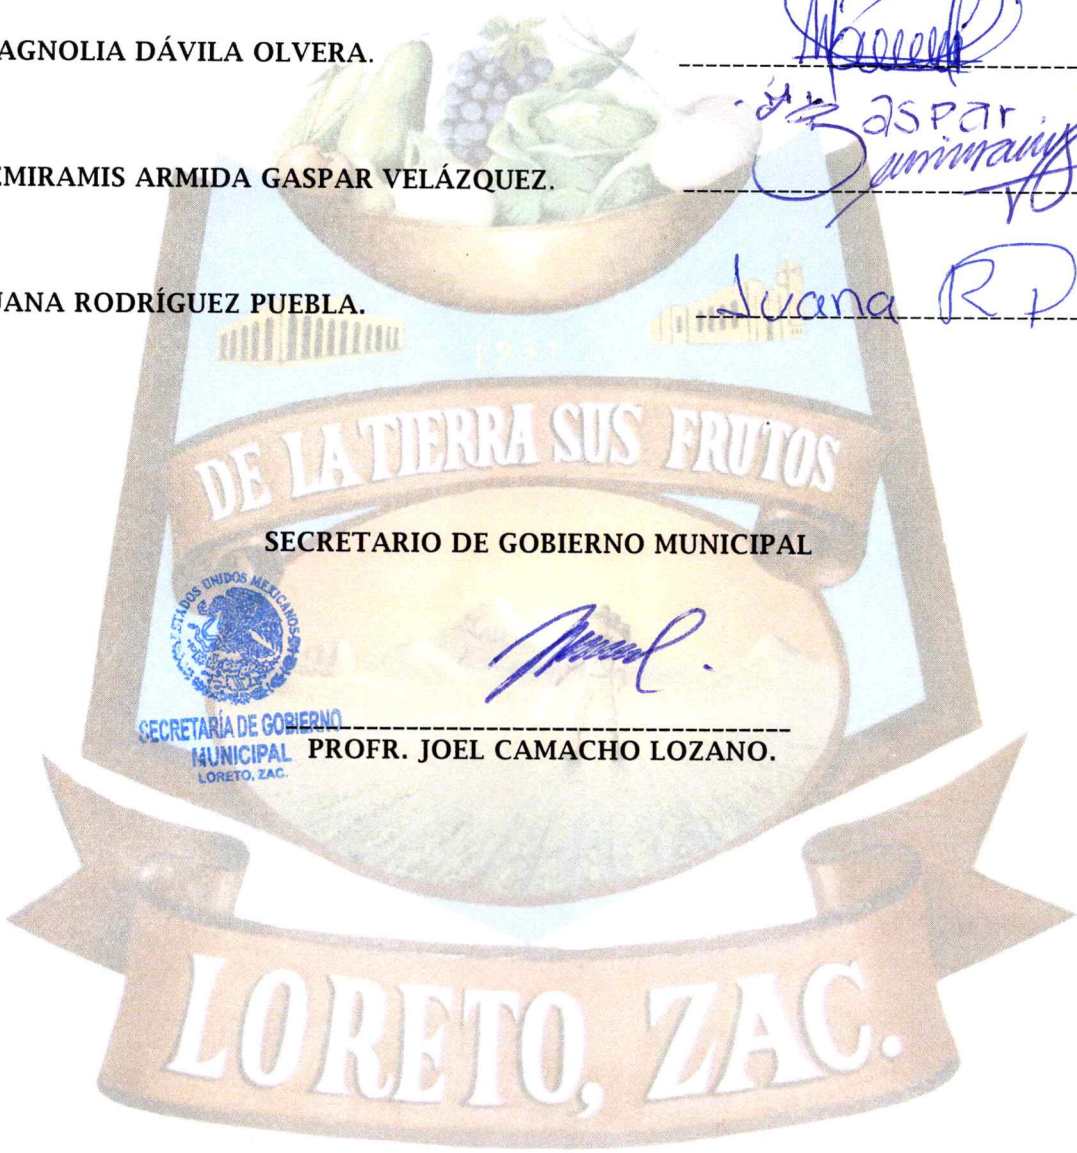 AGNOLIA DÁVILA OLVERA.
aspar
EMIRAMIS ARMIDA GASPAR VELÁZQUEZ.
UANA RODRÍGUEZ PUEBLA.
Juana R P
DE LA TIERRA SUS FRUTOS
SECRETARIO DE GOBIERNO MUNICIPAL
ESTADOS UNIDOS MEXICANOS
SECRETARÍA DE GOBIERNO
MUNICIPAL
LORETO, ZAC.
PROFR. JOEL CAMACHO LOZANO.
LORETO, ZAC.